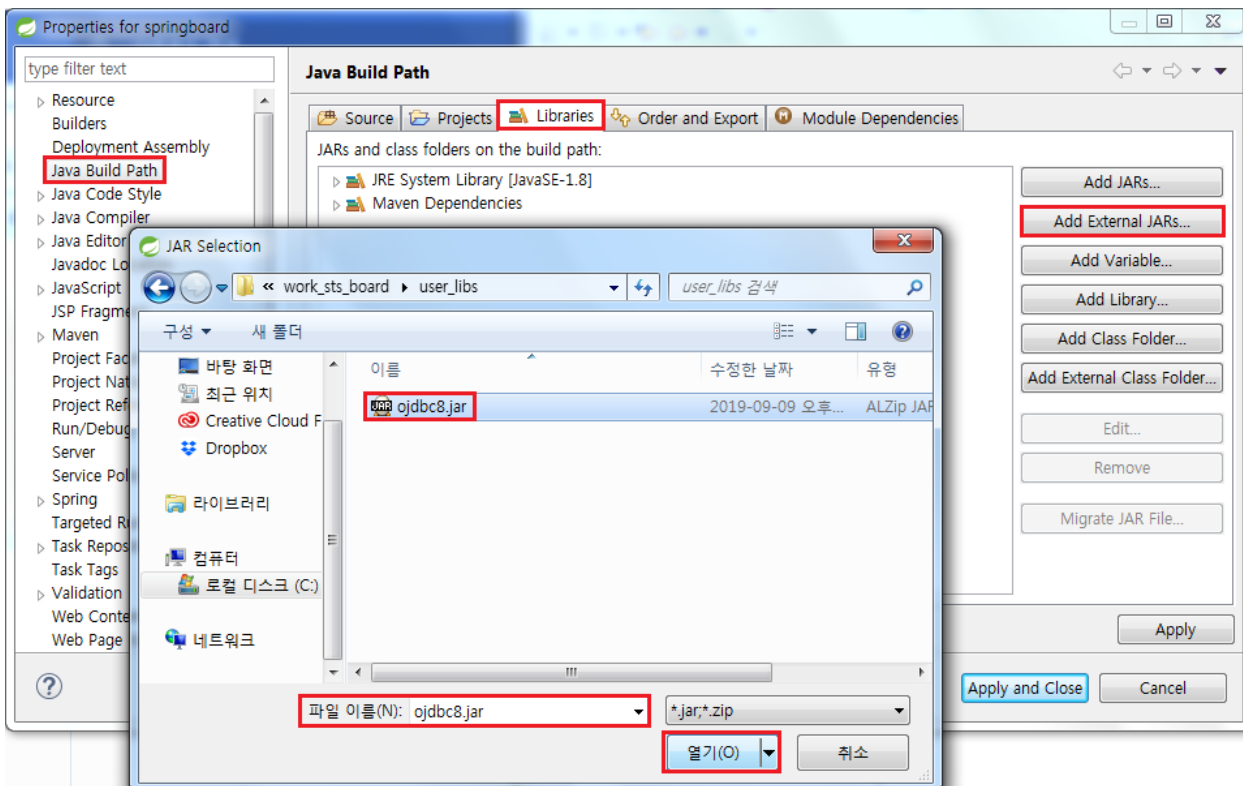 Properties for springboard
type filter text
Resource
Builders
Deployment Assembly
Java Build Path
Java Code Style
Java Compiler
Java Editor
Javadoc Lo
JavaScript
JSP Fragme
Maven
Project Fac
Project Nat
Project Ref
Run/Debug
Server
Service Pol
Spring
Targeted R
Task Repos
Task Tags
Validation
Web Conte
Web Page
Java Build Path
Source Projects Libraries Order and Export Module Dependencies
JARs and class folders on the build path:
JRE System Library [JavaSE-1.8]
Maven Dependencies
Add JARs...
Add External JARs...
Add Variable...
Add Library...
Add Class Folder...
Add External Class Folder...
Edit...
Remove
Migrate JAR File...
Apply
Apply and Close Cancel
JAR Selection
« work_sts_board user_libs
user_libs 검색
구성 새 폴더
바탕 화면
최근 위치
Creative Cloud F
Dropbox
라이브러리
컴퓨터
로컬 디스크 (C:)
네트워크
이름 수정한 날짜 유형
JAR ojdbc8.jar 2019-09-09 오후... ALZip JAR
파일 이름(N): ojdbc8.jar *.jar;*.zip
열기(O) 취소